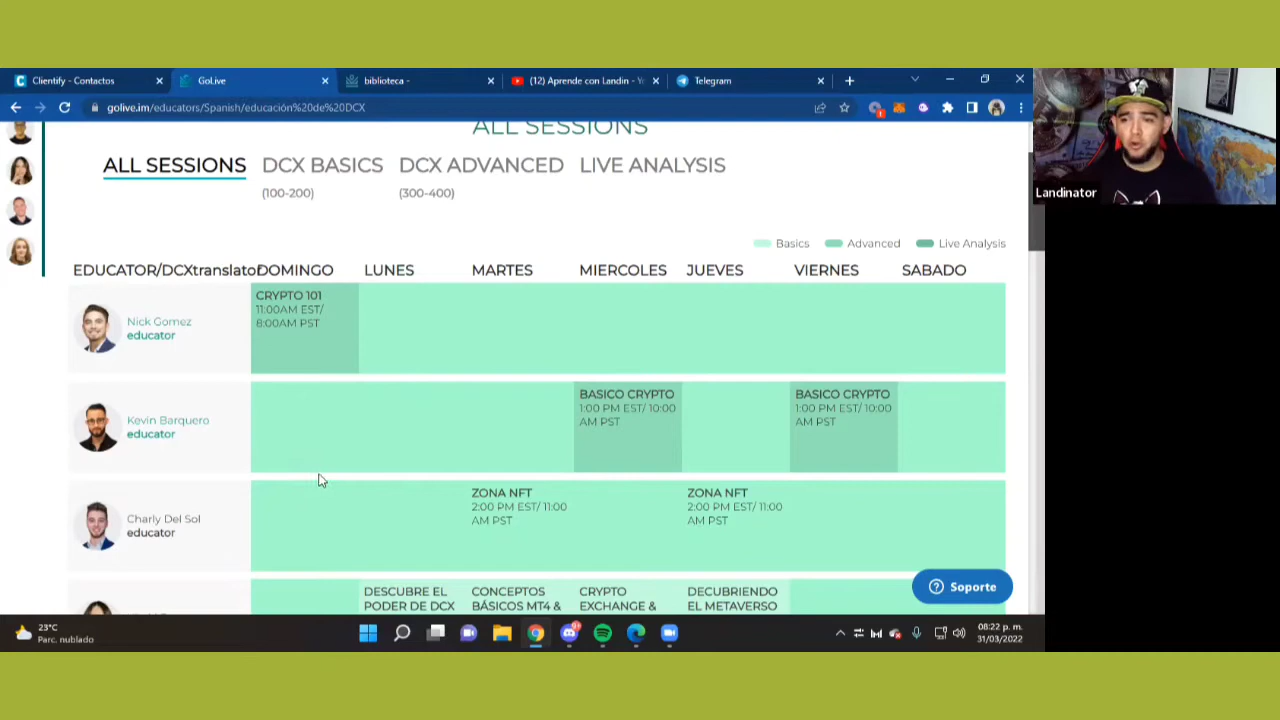 Clientify - Contactos
GoLive
biblioteca -
(12) Aprende con Landin - Y
Telegram
golive.im/educators/Spanish/educación%20de%20DCX
ALL SESSIONS
ALL SESSIONS
DCX BASICS
DCX ADVANCED
LIVE ANALYSIS
(100-200)
(300-400)
Landinator
Basics
Advanced
Live Analysis
EDUCATOR/DCXtranslator
DOMINGO
LUNES
MARTES
MIERCOLES
JUEVES
VIERNES
SABADO
Nick Gomez
educator
CRYPTO 101
11:00AM EST/
8:00AM PST
Kevin Barquero
educator
BASICO CRYPTO
1:00 PM EST/ 10:00
AM PST
BASICO CRYPTO
1:00 PM EST/ 10:00
AM PST
Charly Del Sol
educator
ZONA NFT
2:00 PM EST/ 11:00
AM PST
ZONA NFT
2:00 PM EST/ 11:00
AM PST
DESCUBRE EL
PODER DE DCX
CONCEPTOS
BÁSICOS MT4 &
CRYPTO
EXCHANGE &
DECUBRIENDO
EL METAVERSO
Soporte
23°C
Parc. nublado
08:22 p. m.
31/03/2022